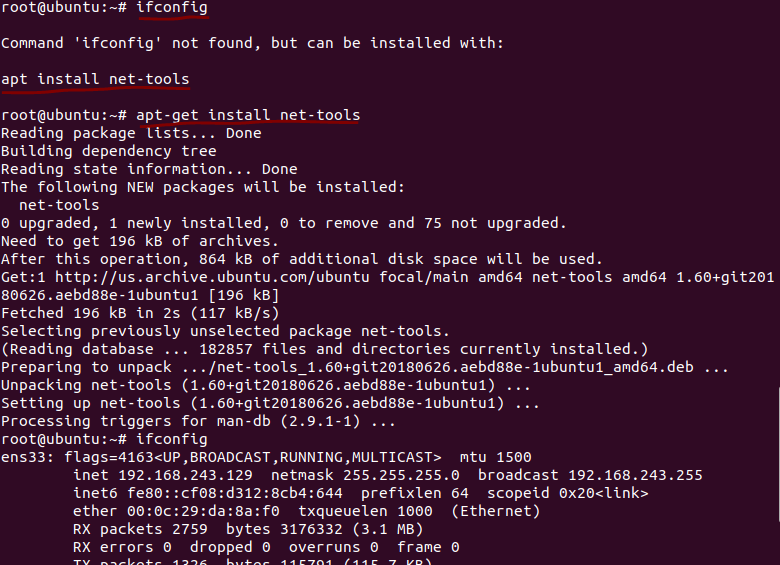 root@ubuntu:~# ifconfig
Command 'ifconfig' not found, but can be installed with:
apt install net-tools
root@ubuntu:~# apt-get install net-tools
Reading package lists... Done
Building dependency tree
Reading state information... Done
The following NEW packages will be installed:
  net-tools
0 upgraded, 1 newly installed, 0 to remove and 75 not upgraded.
Need to get 196 kB of archives.
After this operation, 864 kB of additional disk space will be used.
Get:1 http://us.archive.ubuntu.com/ubuntu focal/main amd64 net-tools amd64 1.60+git201
80626.aebd88e-1ubuntu1 [196 kB]
Fetched 196 kB in 2s (117 kB/s)
Selecting previously unselected package net-tools.
(Reading database ... 182857 files and directories currently installed.)
Preparing to unpack .../net-tools_1.60+git20180626.aebd88e-1ubuntu1_amd64.deb ...
Unpacking net-tools (1.60+git20180626.aebd88e-1ubuntu1) ...
Setting up net-tools (1.60+git20180626.aebd88e-1ubuntu1) ...
Processing triggers for man-db (2.9.1-1) ...
root@ubuntu:~# ifconfig
ens33: flags=4163<UP,BROADCAST,RUNNING,MULTICAST>  mtu 1500
        inet 192.168.243.129  netmask 255.255.255.0  broadcast 192.168.243.255
        inet6 fe80::cf08:d312:8cb4:644  prefixlen 64  scopeid 0x20<link>
        ether 00:0c:29:da:8a:f0  txqueuelen 1000  (Ethernet)
        RX packets 2759  bytes 3176332 (3.1 MB)
        RX errors 0  dropped 0  overruns 0  frame 0
        TX packets 1326  bytes 115791 (115.7 KB)